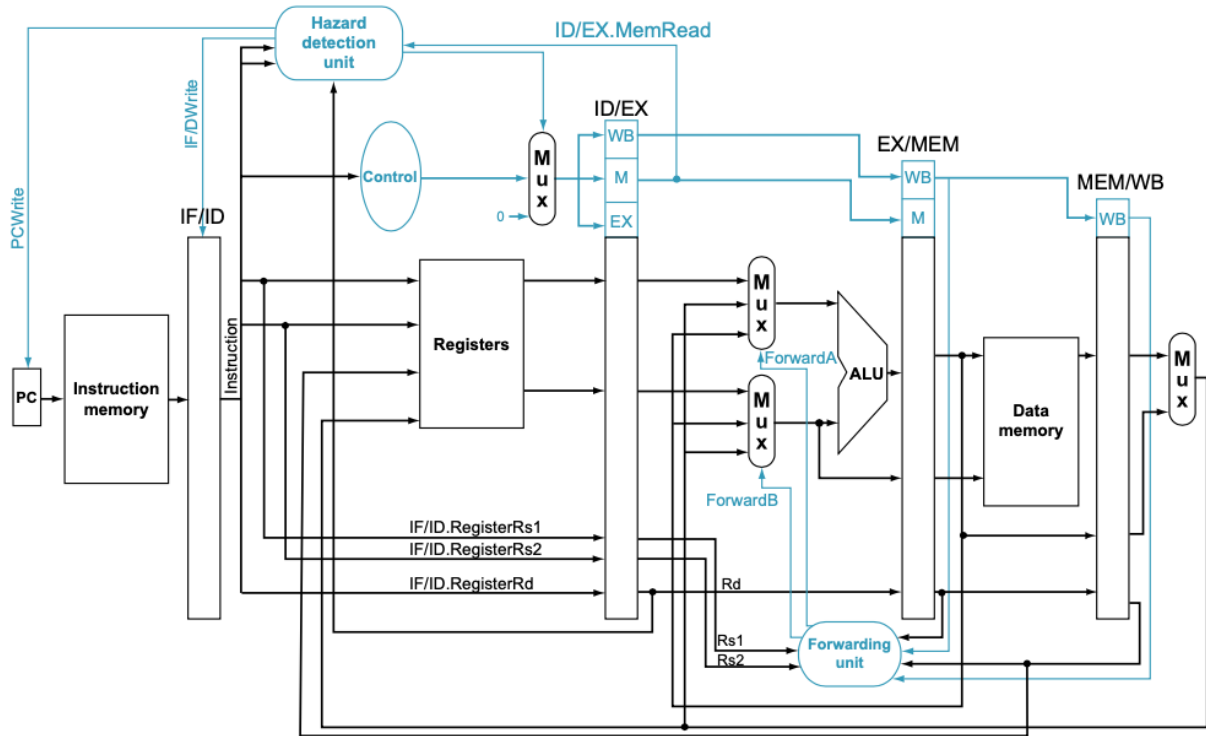 Hazard
detection
unit
ID/EX.MemRead
PCWrite
IF/DWrite
ID/EX
WB
M
EX
EX/MEM
WB
M
MEM/WB
WB
Control
M
u
x
0
IF/ID
Instruction
PC
Instruction
memory
Registers
M
u
x
ForwardA
M
u
x
ForwardB
ALU
Data
memory
M
u
x
IF/ID.RegisterRs1
IF/ID.RegisterRs2
IF/ID.RegisterRd
Rd
Rs1
Rs2
Forwarding
unit